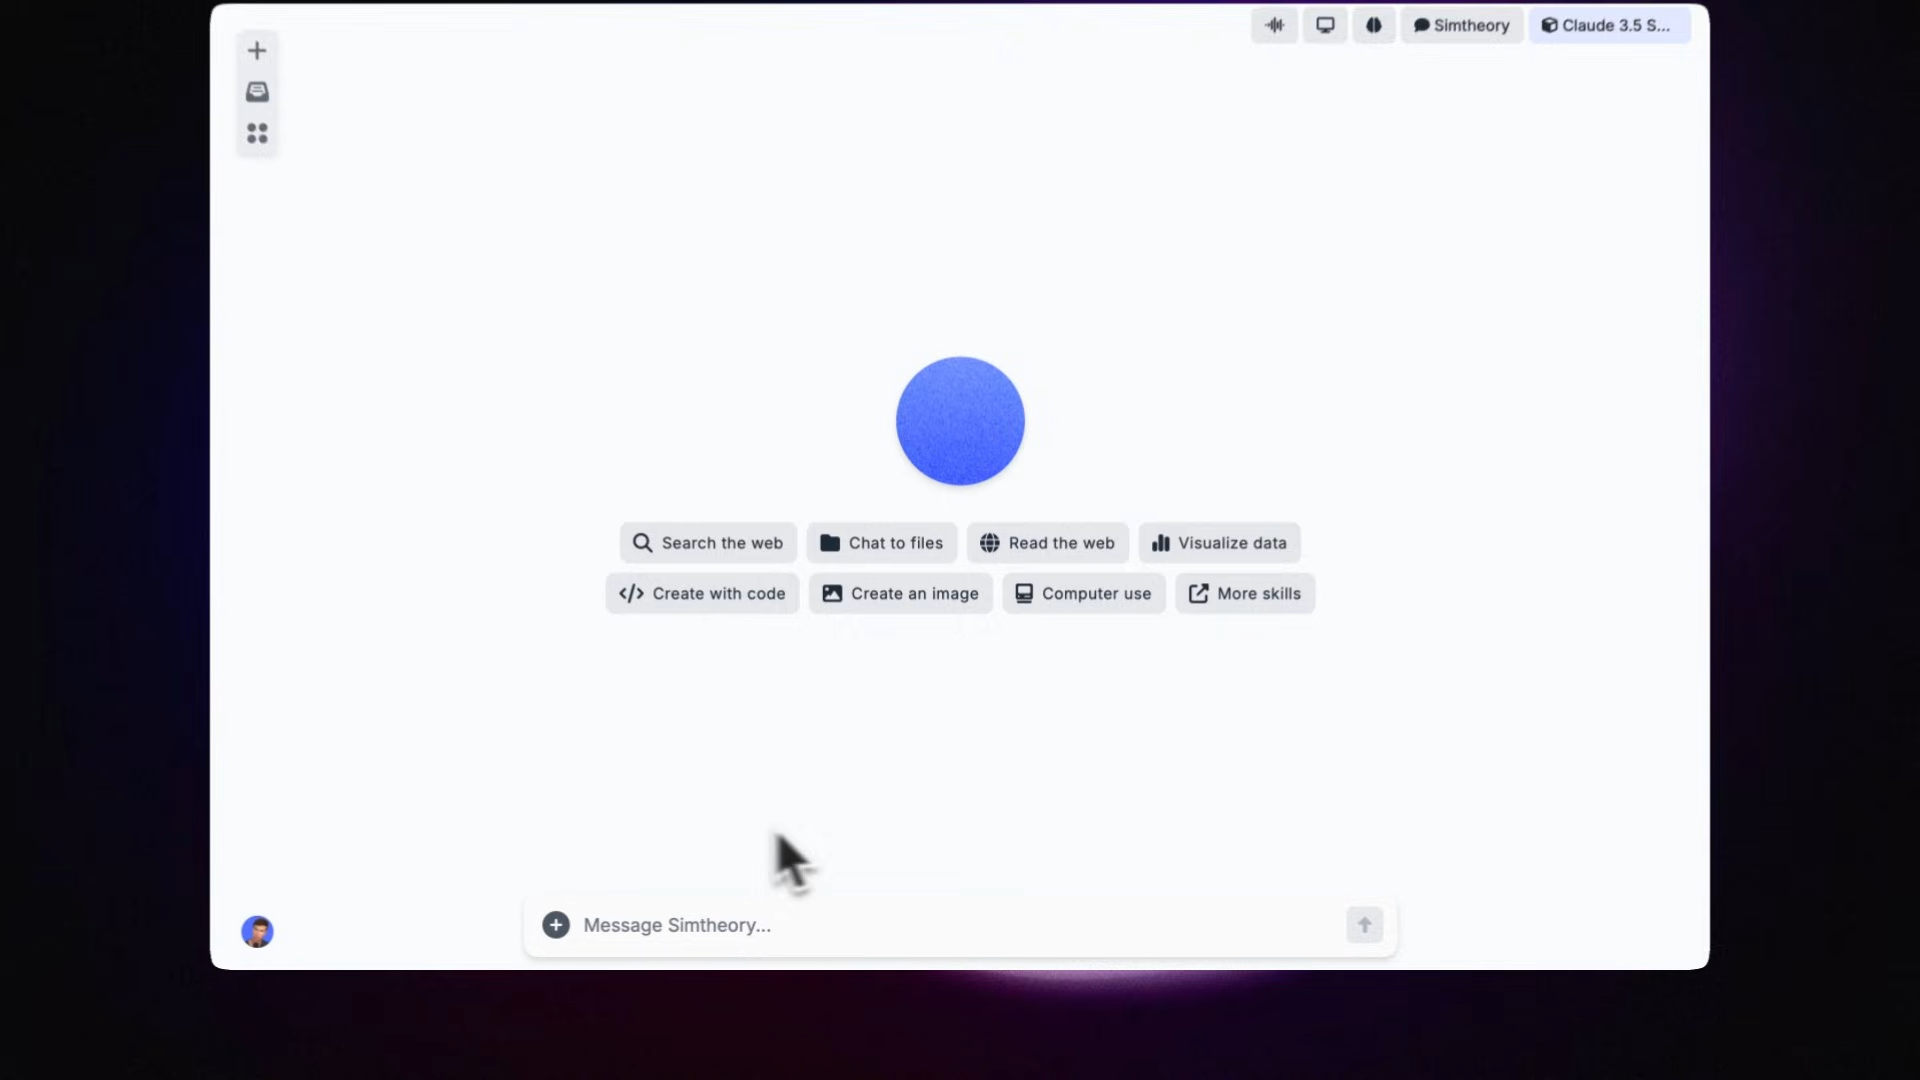 Simtheory
Claude 3.5 S...
Search the web
Chat to files
Read the web
Visualize data
Create with code
Create an image
Computer use
More skills
Message Simtheory...